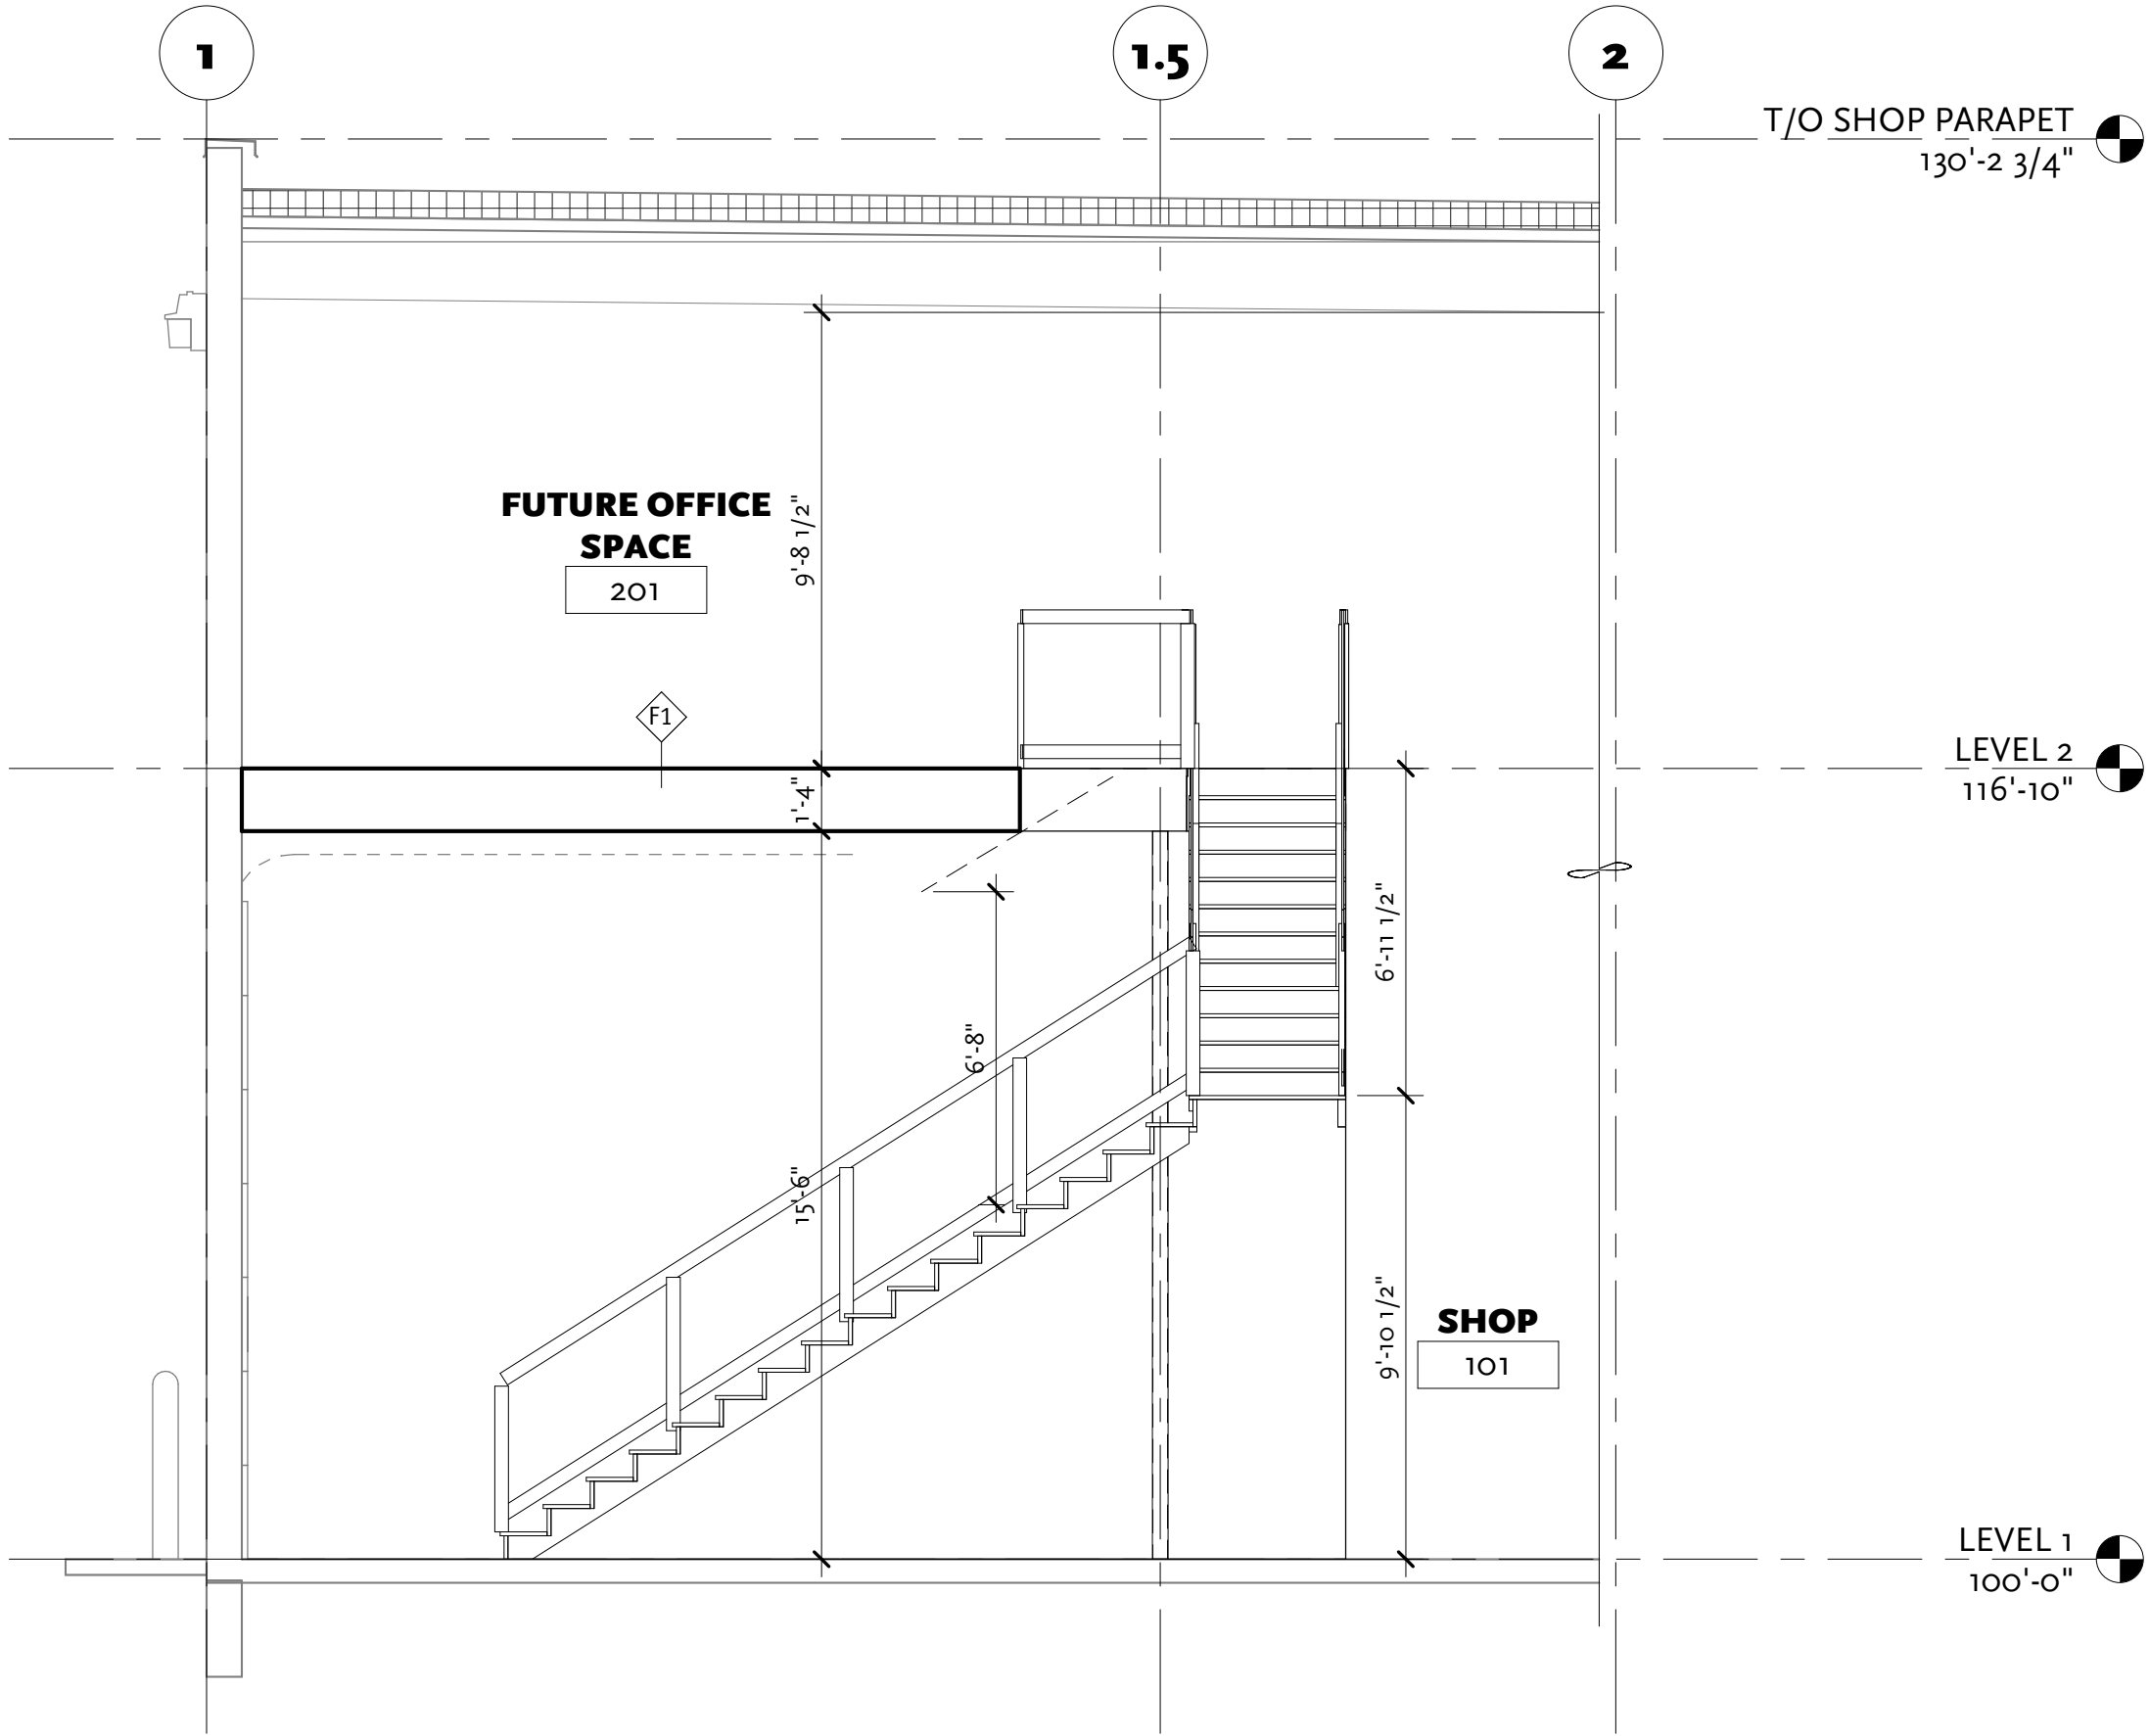 1
1.5
2
T/O SHOP PARAPET
130'-2 3/4"
FUTURE OFFICE
SPACE
201
9'-8 1/2"
F1
LEVEL 2
116'-10"
1'-4"
6'-11 1/2"
6'-8"
15'-6"
9'-10 1/2"
SHOP
101
LEVEL 1
100'-0"